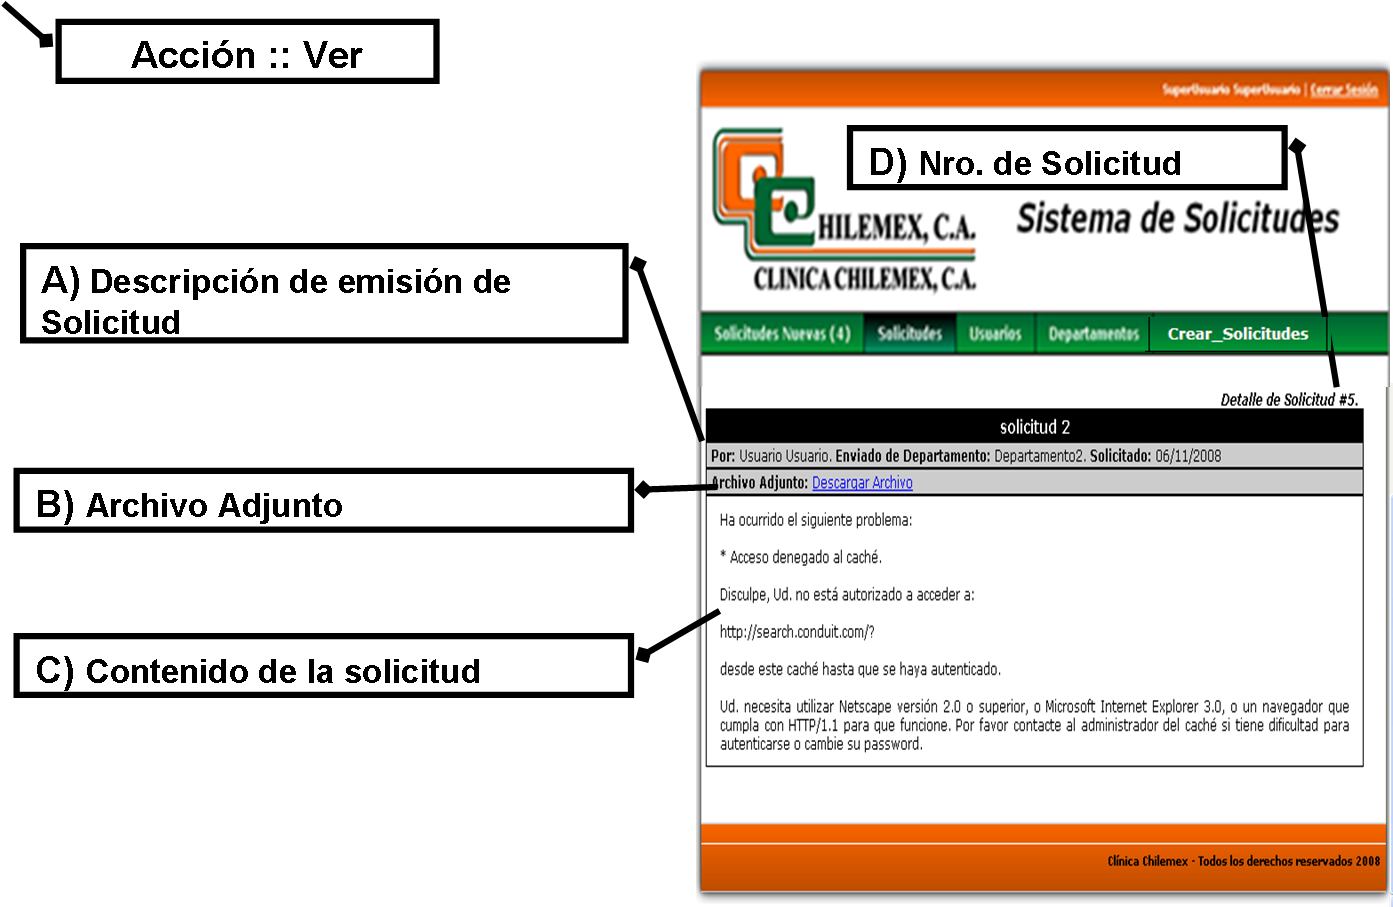 Acción :: Ver
SuperUsuario SuperUsuario | Cerrar Sesión
D) Nro. de Solicitud
CHILEMEX, C.A.
CLINICA CHILEMEX, C.A.
Sistema de Solicitudes
A) Descripción de emisión de
Solicitud
Solicitudes Nuevas (4) Solicitudes Usuarios Departamentos Crear_Solicitudes
Detalle de Solicitud #5.
solicitud 2
Por: Usuario Usuario. Enviado de Departamento: Departamento2. Solicitado: 06/11/2008
B) Archivo Adjunto
Archivo Adjunto: Descargar Archivo
Ha ocurrido el siguiente problema:
* Acceso denegado al caché.
Disculpe, Ud. no está autorizado a acceder a:
http://search.conduit.com/?
C) Contenido de la solicitud
desde este caché hasta que se haya autenticado.
Ud. necesita utilizar Netscape versión 2.0 o superior, o Microsoft Internet Explorer 3.0, o un navegador que
cumpla con HTTP/1.1 para que funcione. Por favor contacte al administrador del caché si tiene dificultad para
autenticarse o cambie su password.
Clínica Chilemex - Todos los derechos reservados 2008